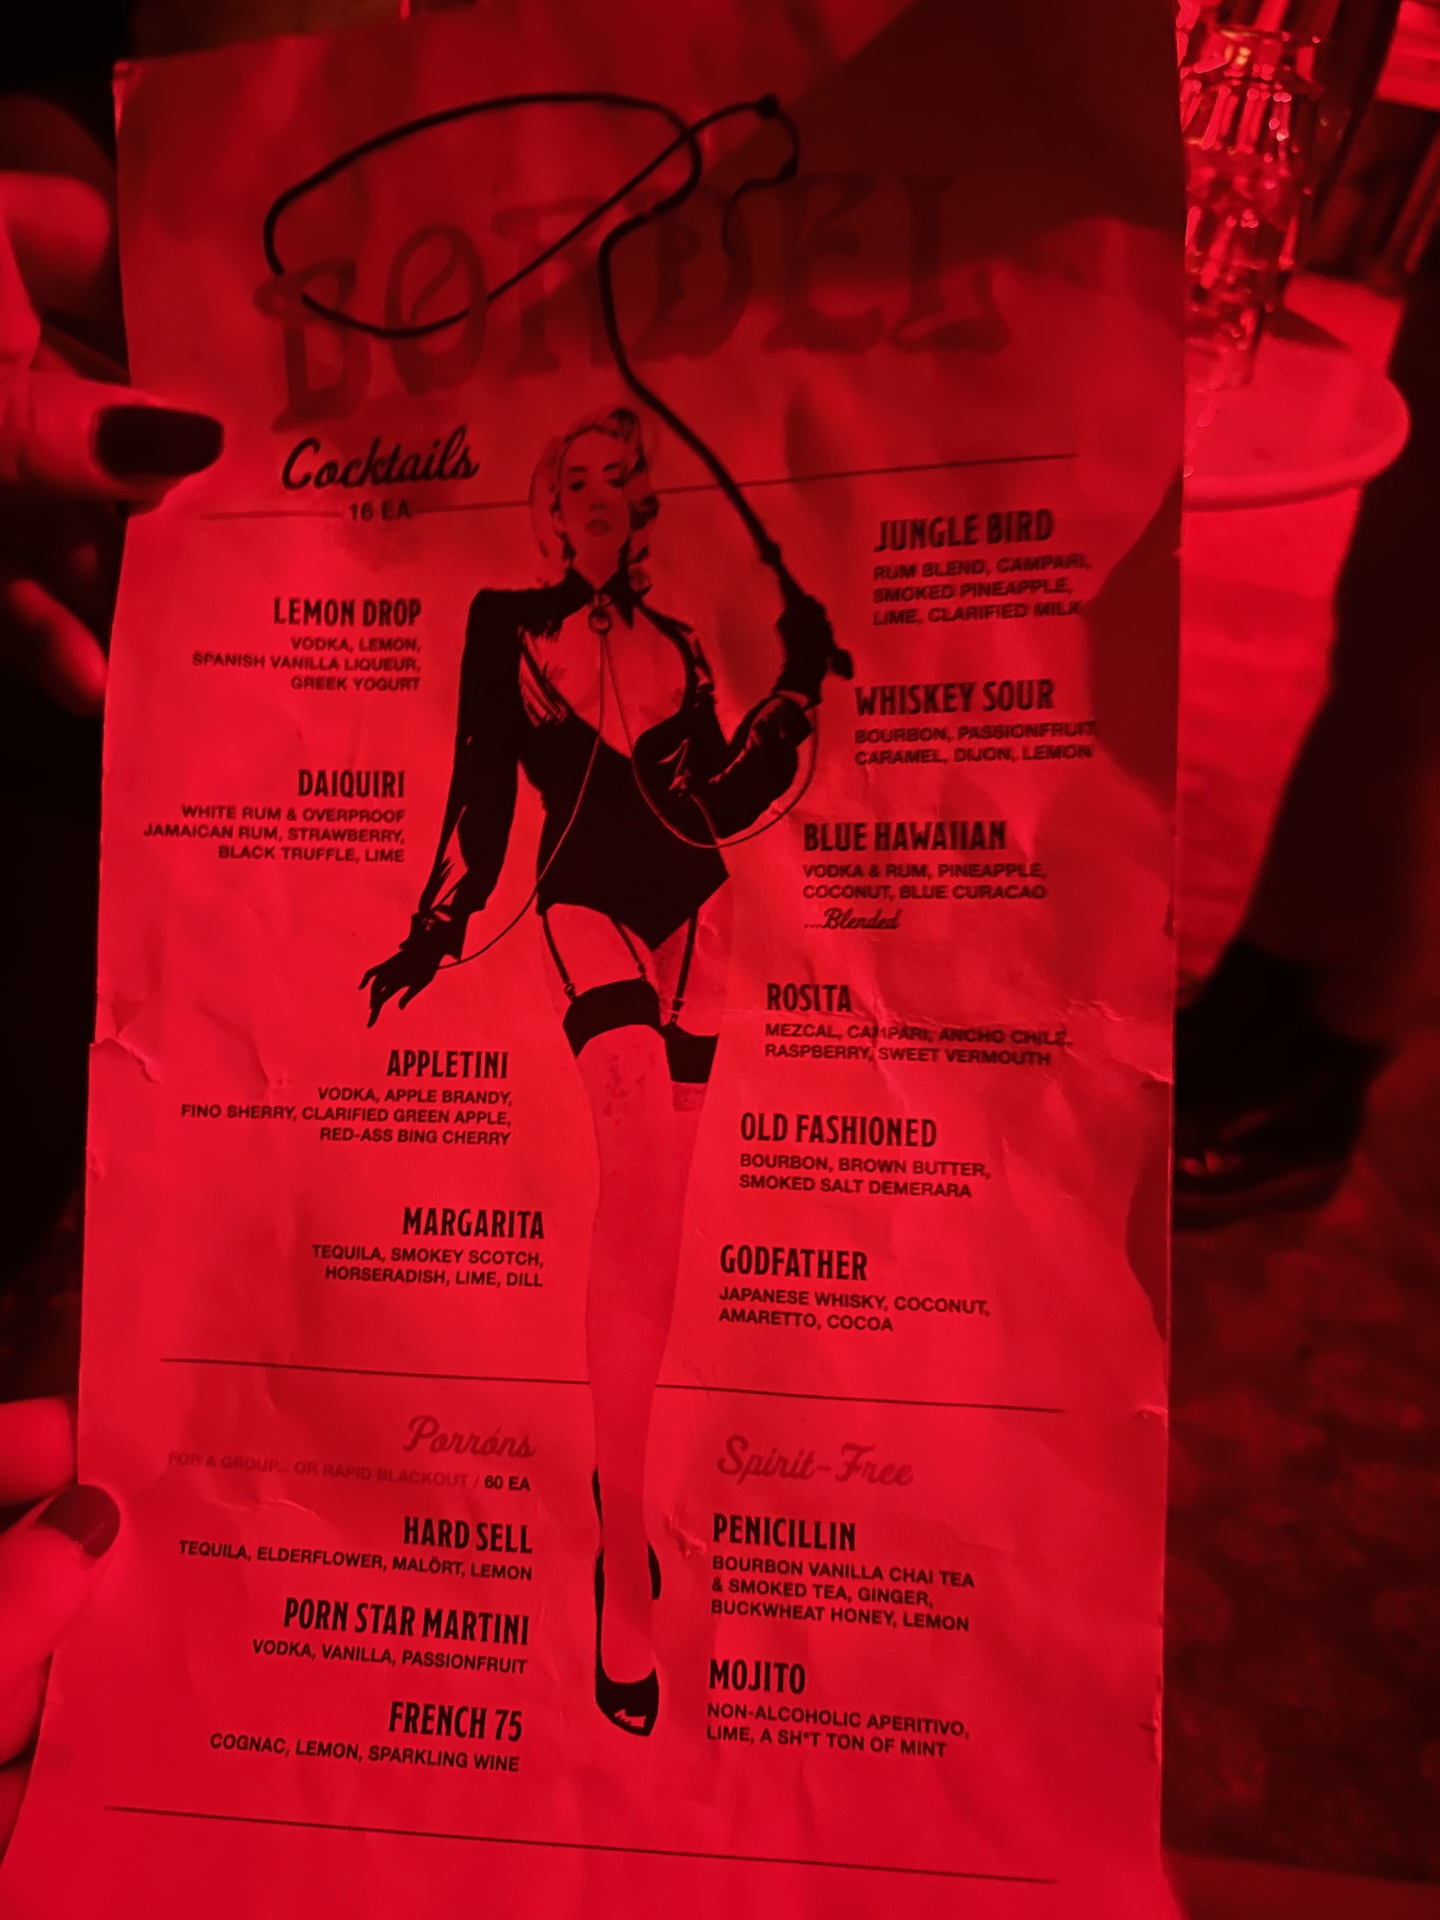 BORDEL
Cocktails
16 EA
LEMON DROP
VODKA, LEMON,
SPANISH VANILLA LIQUEUR,
GREEK YOGURT
DAIQUIRI
WHITE RUM & OVERPROOF
JAMAICAN RUM, STRAWBERRY,
BLACK TRUFFLE, LIME
APPLETINI
VODKA, APPLE BRANDY,
FINO SHERRY, CLARIFIED GREEN APPLE,
RED-ASS BING CHERRY
MARGARITA
TEQUILA, SMOKEY SCOTCH,
HORSERADISH, LIME, DILL
JUNGLE BIRD
RUM BLEND, CAMPARI,
SMOKED PINEAPPLE,
LIME, CLARIFIED MILK
WHISKEY SOUR
BOURBON, PASSIONFRUIT,
CARAMEL, DIJON, LEMON
BLUE HAWAIIAN
VODKA & RUM, PINEAPPLE,
COCONUT, BLUE CURACAO
...Blended
ROSITA
MEZCAL, CAMPARI, ANCHO CHILE,
RASPBERRY, SWEET VERMOUTH
OLD FASHIONED
BOURBON, BROWN BUTTER,
SMOKED SALT DEMERARA
GODFATHER
JAPANESE WHISKY, COCONUT,
AMARETTO, COCOA
Porróns
FOR A GROUP... OR RAPID BLACKOUT / 60 EA
HARD SELL
TEQUILA, ELDERFLOWER, MALÖRT, LEMON
PORN STAR MARTINI
VODKA, VANILLA, PASSIONFRUIT
FRENCH 75
COGNAC, LEMON, SPARKLING WINE
Spirit-Free
PENICILLIN
BOURBON VANILLA CHAI TEA
& SMOKED TEA, GINGER,
BUCKWHEAT HONEY, LEMON
MOJITO
NON-ALCOHOLIC APERITIVO,
LIME, A SH*T TON OF MINT